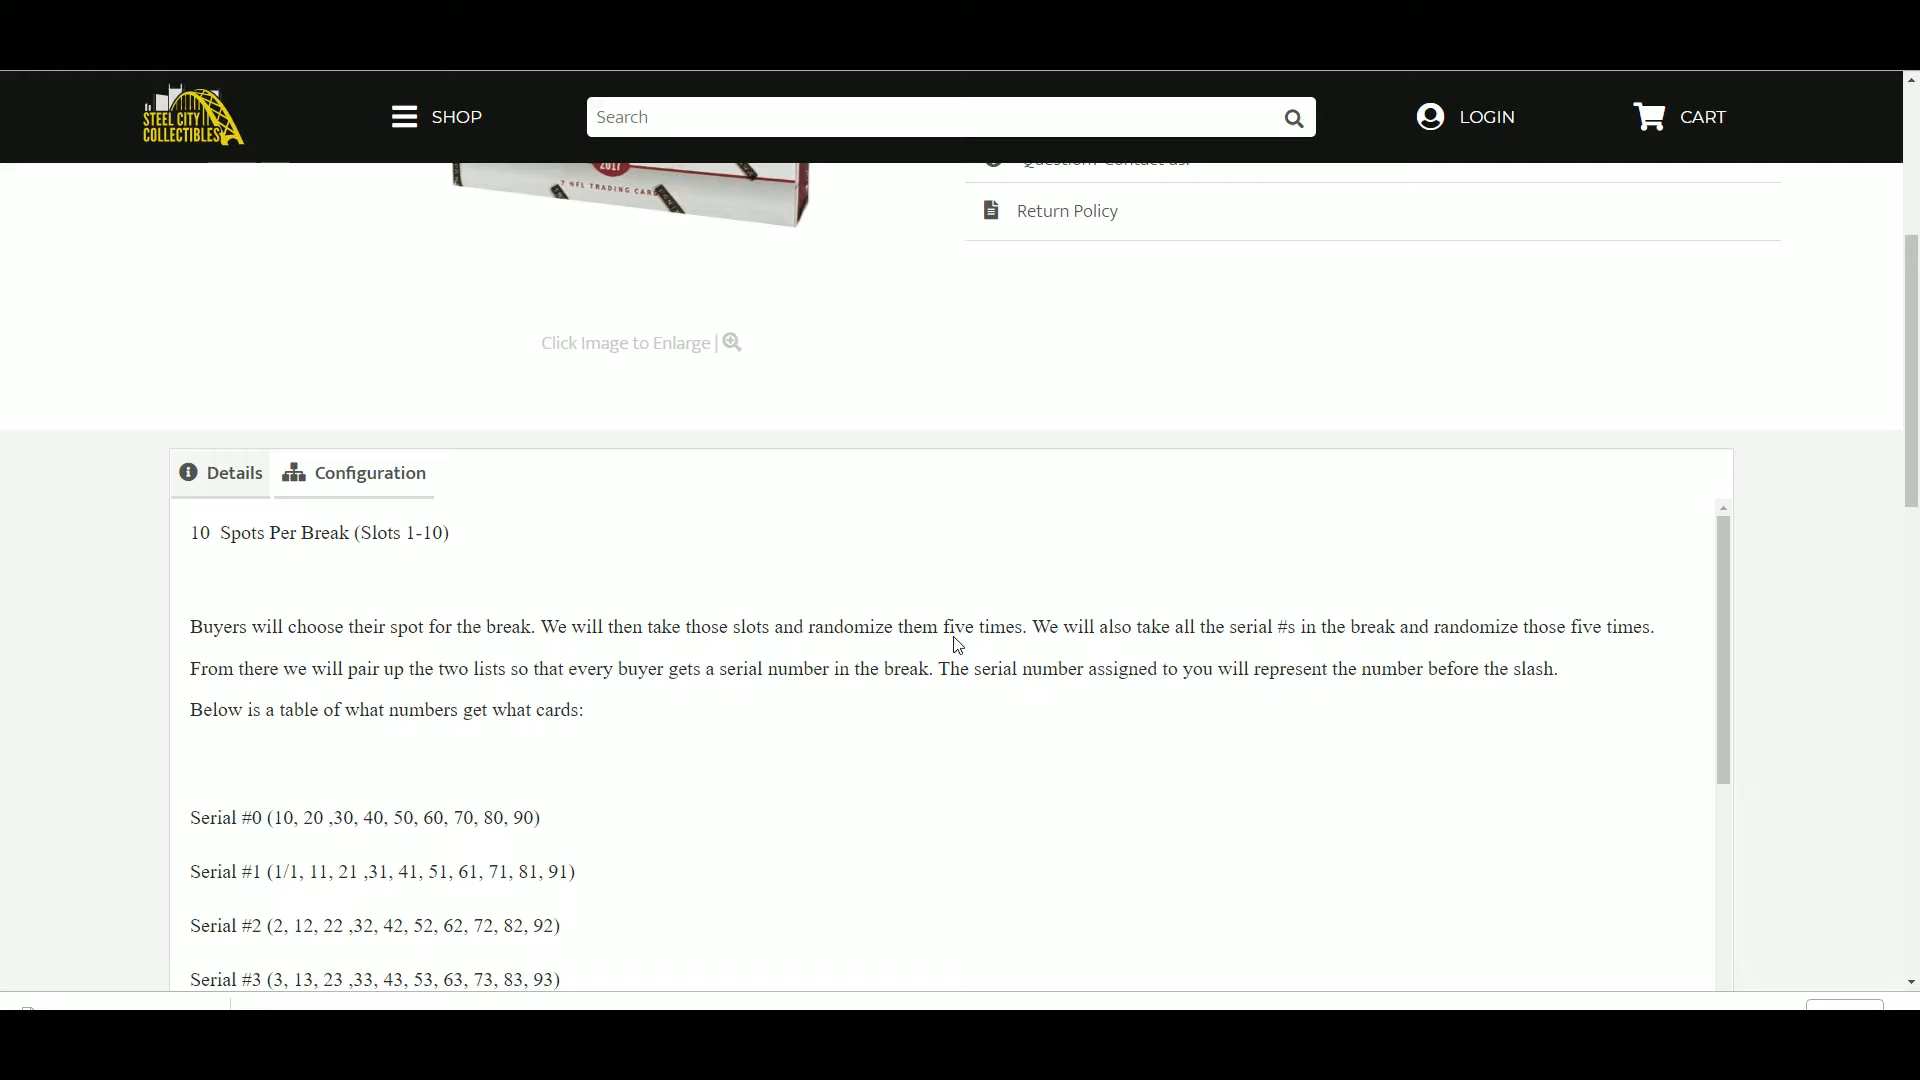 STEEL CITY
COLLECTIBLES
SHOP
Search
LOGIN
CART
2017
NFL TRADING CARD
Question? Contact us!
Return Policy
Click Image to Enlarge |
Details
Configuration
10 Spots Per Break (Slots 1-10)
Buyers will choose their spot for the break. We will then take those slots and randomize them five times. We will also take all the serial #s in the break and randomize those five times.
From there we will pair up the two lists so that every buyer gets a serial number in the break. The serial number assigned to you will represent the number before the slash.
Below is a table of what numbers get what cards:
Serial #0 (10, 20 ,30, 40, 50, 60, 70, 80, 90)
Serial #1 (1/1, 11, 21 ,31, 41, 51, 61, 71, 81, 91)
Serial #2 (2, 12, 22 ,32, 42, 52, 62, 72, 82, 92)
Serial #3 (3, 13, 23 ,33, 43, 53, 63, 73, 83, 93)